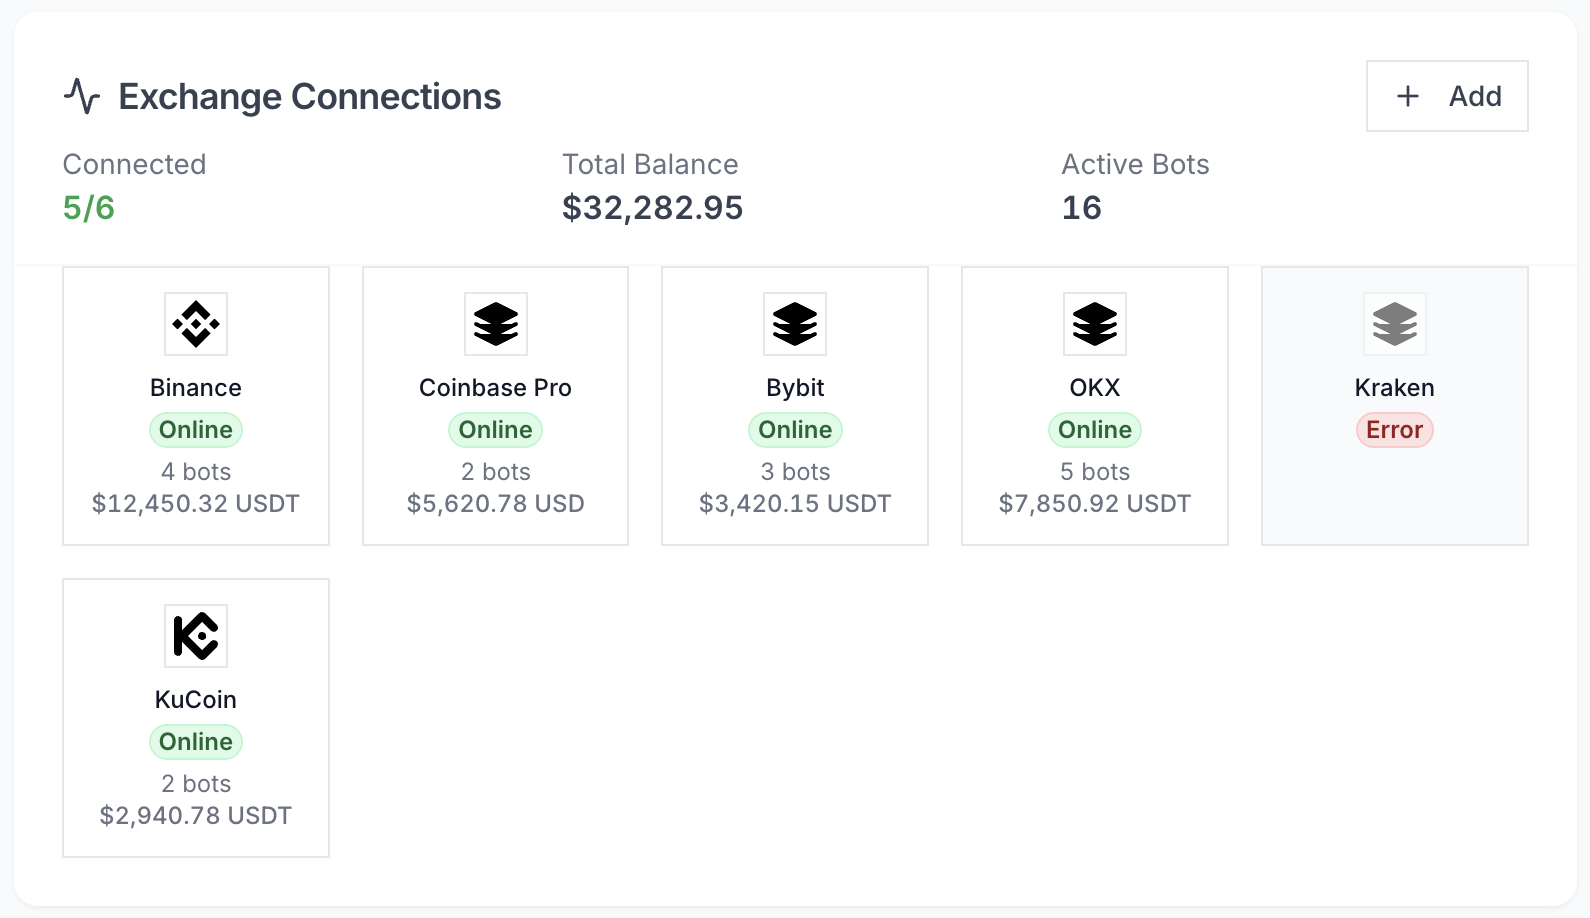 Exchange Connections
+ Add
Connected
5/6
Total Balance
$32,282.95
Active Bots
16
Binance
Online
4 bots
$12,450.32 USDT
Coinbase Pro
Online
2 bots
$5,620.78 USD
Bybit
Online
3 bots
$3,420.15 USDT
OKX
Online
5 bots
$7,850.92 USDT
Kraken
Error
KuCoin
Online
2 bots
$2,940.78 USDT